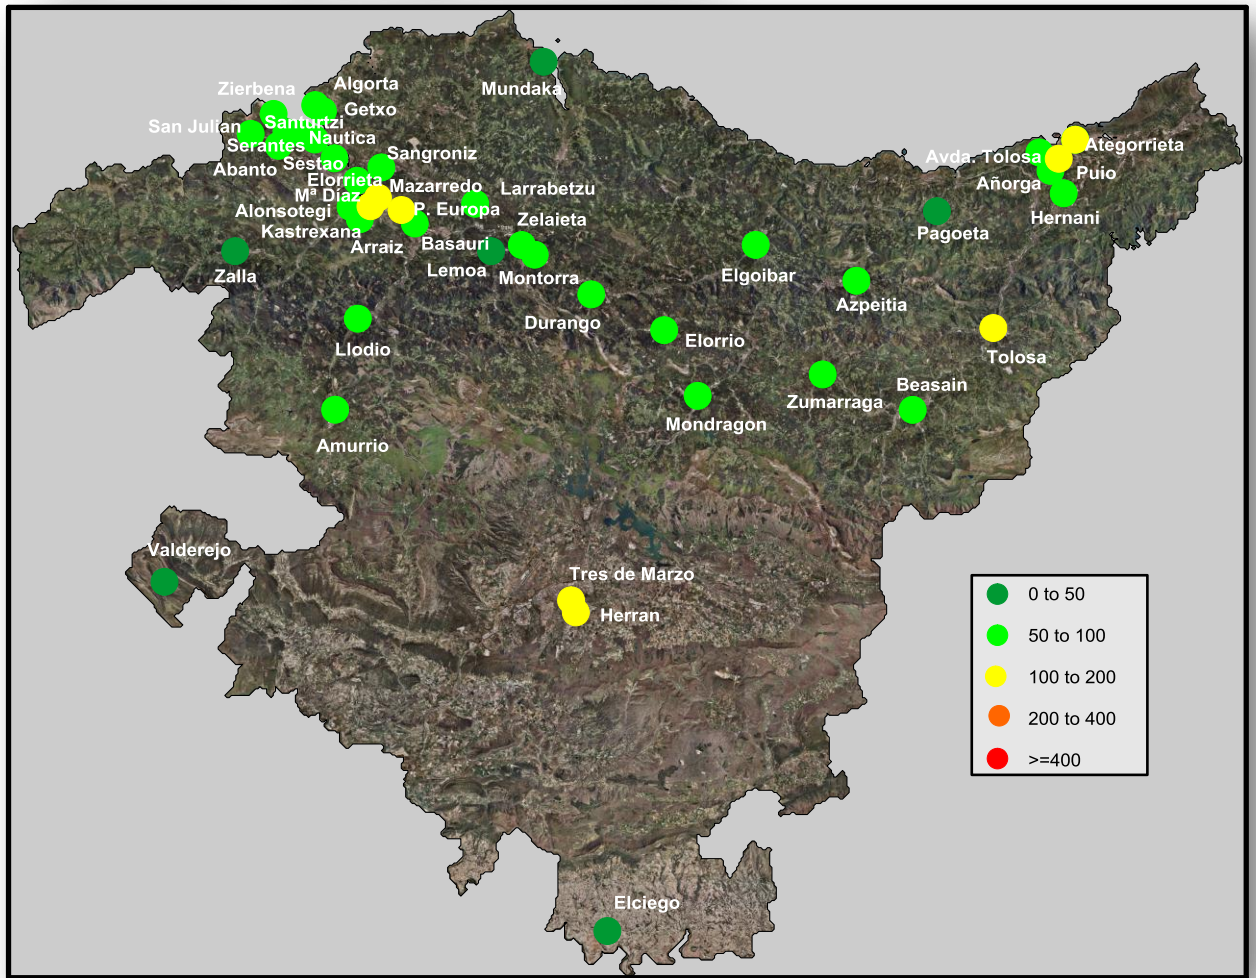 Mundaka
Zierbena
Algorta
Getxo
Santurtzi
San Julian
Nautica
Serantes
Sestao
Abanto
Sangroniz
Elorrieta
Mazarredo
Mª Díaz
Larrabetzu
Alonsotegi
P. Europa
Zelaieta
Kastrexana
Arraiz
Basauri
Lemoa
Montorra
Zalla
Durango
Llodio
Elorrio
Amurrio
Mondragon
Elgoibar
Azpeitia
Zumarraga
Beasain
Tolosa
Pagoeta
Hernani
Añorga
Puio
Avda. Tolosa
Ategorrieta
Valderejo
Tres de Marzo
Herran
Elciego
0 to 50
50 to 100
100 to 200
200 to 400
>=400